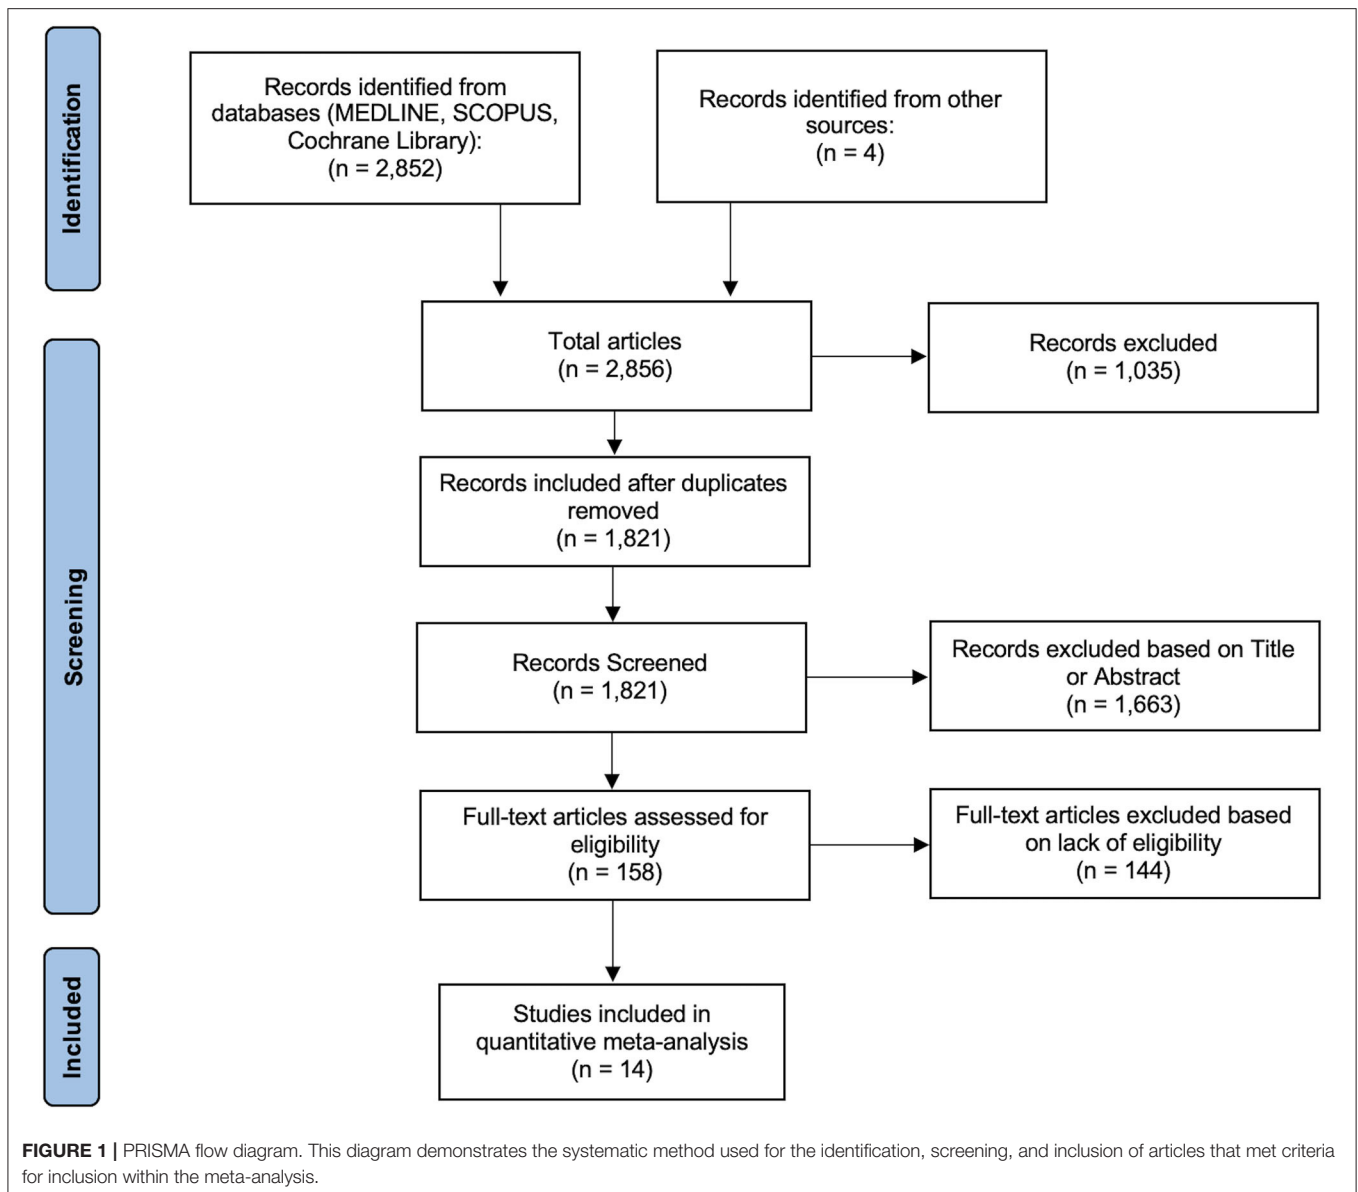 Identification
Records identified from
databases (MEDLINE, SCOPUS,
Cochrane Library):
(n = 2,852)
Records identified from other
sources:
(n = 4)
Screening
Total articles
(n = 2,856)
Records excluded
(n = 1,035)
Records included after duplicates
removed
(n = 1,821)
Records Screened
(n = 1,821)
Records excluded based on Title
or Abstract
(n = 1,663)
Full-text articles assessed for
eligibility
(n = 158)
Full-text articles excluded based
on lack of eligibility
(n = 144)
Included
Studies included in
quantitative meta-analysis
(n = 14)
FIGURE 1 | PRISMA flow diagram. This diagram demonstrates the systematic method used for the identification, screening, and inclusion of articles that met criteria
for inclusion within the meta-analysis.